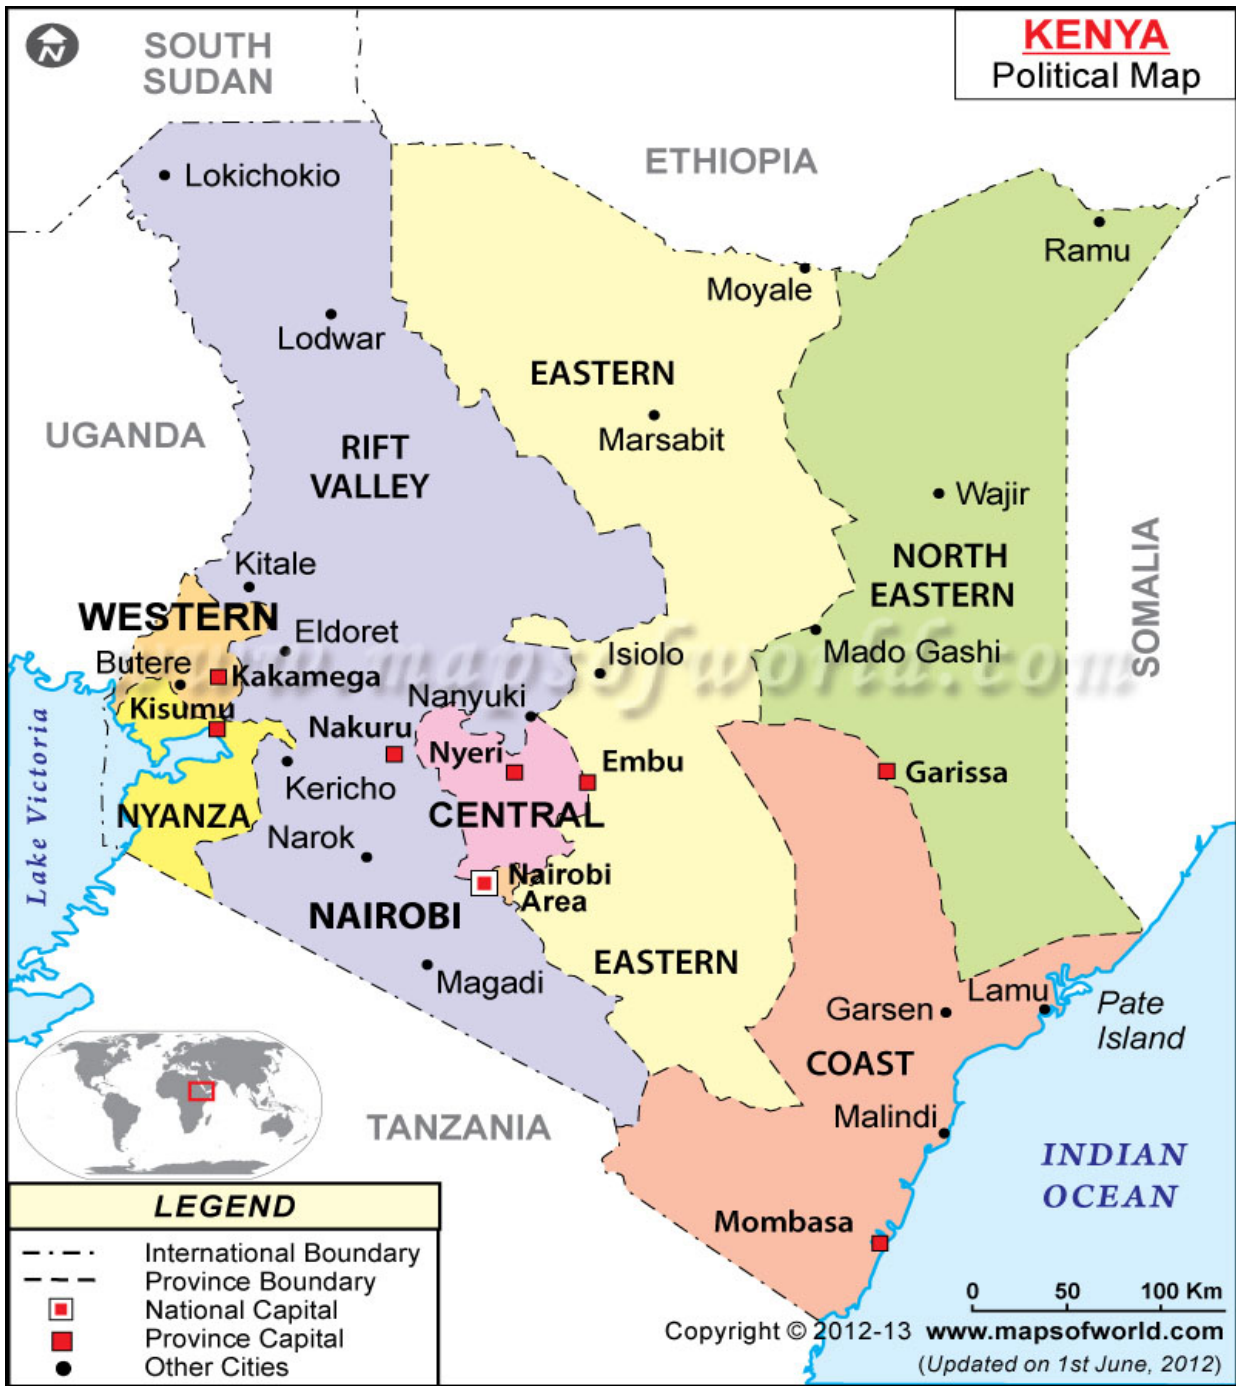 KENYA
Political Map
N
SOUTH
SUDAN
ETHIOPIA
Lokichokio
Ramu
Moyale
Lodwar
EASTERN
UGANDA
Marsabit
RIFT
VALLEY
Wajir
SOMALIA
NORTH
EASTERN
Kitale
WESTERN
Eldoret
Isiolo
Mado Gashi
www.mapsofworld.com
Butere
Kakamega
Nanyuki
Kisumu
Nakuru
Nyeri
Embu
Garissa
Lake Victoria
Kericho
NYANZA
CENTRAL
Narok
Nairobi
Area
NAIROBI
EASTERN
Magadi
Lamu
Pate
Island
Garsen
COAST
TANZANIA
Malindi
INDIAN
OCEAN
Mombasa
LEGEND
International Boundary
Province Boundary
National Capital
Province Capital
Other Cities
0 50 100 Km
Copyright © 2012-13 www.mapsofworld.com
(Updated on 1st June, 2012)